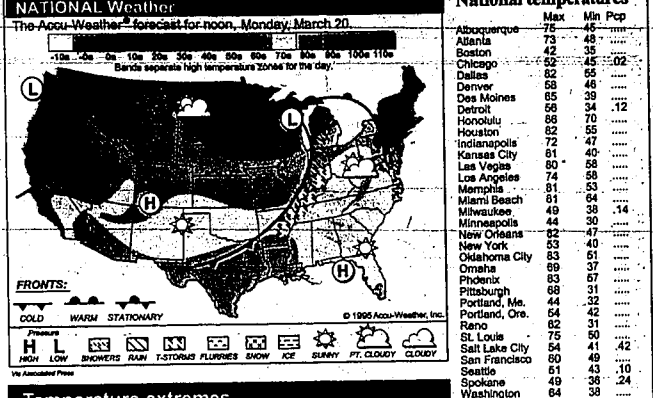 NATIONAL Weather
The Accu-Weather® forecast for noon, Monday, March 20.
-10s -0s 0s 10s 20s 30s 40s 50s 60s 70s 80s 90s 100s 110s
Bands separate high temperature zones for the day.
L
L
H
H
FRONTS:
COLD WARM STATIONARY
© 1995 Accu-Weather, Inc.
Pressure
H L
HIGH LOW SHOWERS RAIN T-STORMS FLURRIES SNOW ICE SUNNY PT. CLOUDY CLOUDY
Via Associated Press
Temperature extremes
National temperatures
Max Min Pcp
Albuquerque 75 45 .....
Atlanta 73 48 .....
Boston 42 35
Chicago 52 45 .02
Dallas 82 55 .....
Denver 58 46 .....
Des Moines 65 39 .....
Detroit 56 34 .12
Honolulu 86 70 .....
Houston 82 55 .....
Indianapolis 72 47 .....
Kansas City 81 40 .....
Las Vegas 80 58 .....
Los Angeles 74 58 .....
Memphis 81 53 .....
Miami Beach 81 64 .....
Milwaukee 49 38 .14
Minneapolis 44 30 .....
New Orleans 82 47 .....
New York 53 40 .....
Oklahoma City 83 51 .....
Omaha 69 37 .....
Phoenix 83 57 .....
Pittsburgh 68 31 .....
Portland, Me. 44 32 .....
Portland, Ore. 54 42 .....
Reno 62 31 .....
St. Louis 75 50 .....
Salt Lake City 54 41 .42
San Francisco 60 49 .....
Seattle 51 43 .10
Spokane 49 36 .24
Washington 64 38 .....